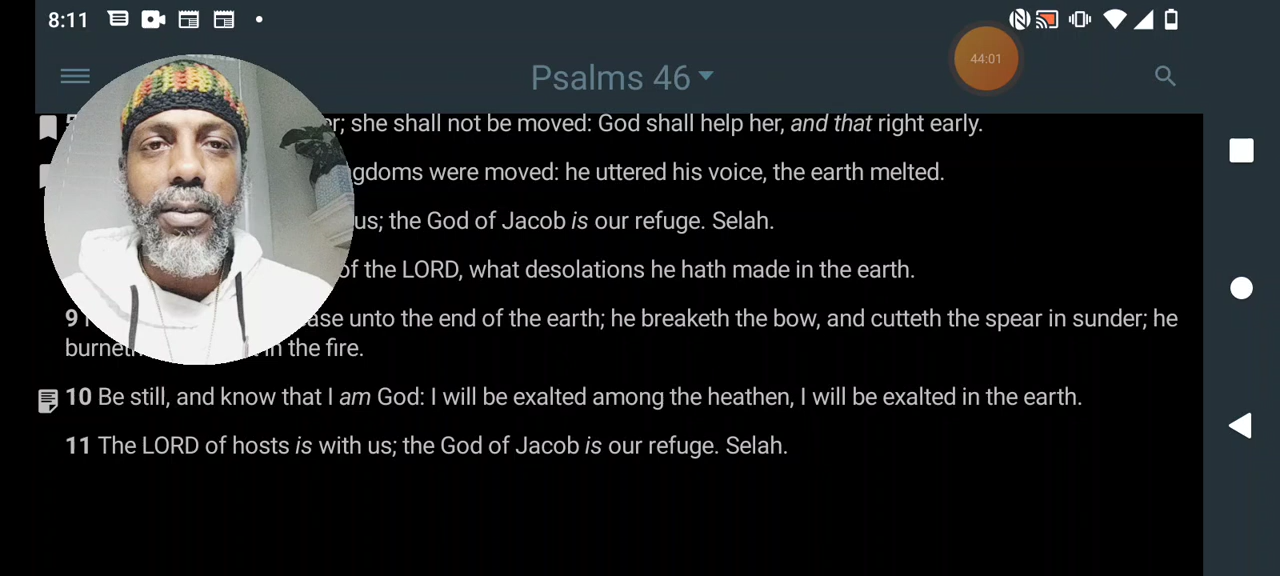 8:11
44:01
Psalms 46
she shall not be moved: God shall help her, and that right early.
were moved: he uttered his voice, the earth melted.
us; the God of Jacob is our refuge. Selah.
of the LORD, what desolations he hath made in the earth.
9 unto the end of the earth; he breaketh the bow, and cutteth the spear in sunder; he
in the fire.
10 Be still, and know that I am God: I will be exalted among the heathen, I will be exalted in the earth.
11 The LORD of hosts is with us; the God of Jacob is our refuge. Selah.